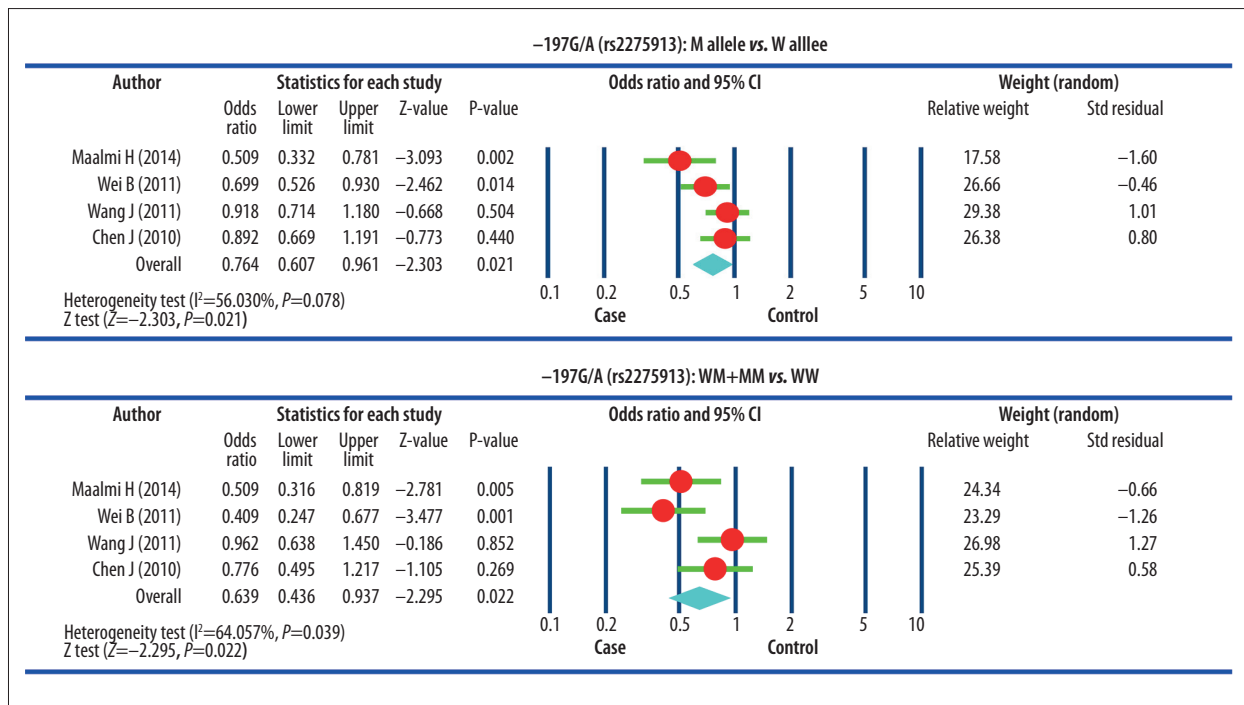 –197G/A (rs2275913): M allele vs. W alllee
Author Statistics for each study Odds ratio and 95% CI Weight (random)
Odds ratio Lower limit Upper limit Z-value P-value Relative weight Std residual
Maalmi H (2014) 0.509 0.332 0.781 –3.093 0.002 17.58 –1.60
Wei B (2011) 0.699 0.526 0.930 –2.462 0.014 26.66 –0.46
Wang J (2011) 0.918 0.714 1.180 –0.668 0.504 29.38 1.01
Chen J (2010) 0.892 0.669 1.191 –0.773 0.440 26.38 0.80
Overall 0.764 0.607 0.961 –2.303 0.021
0.1 0.2 0.5 1 2 5 10
Heterogeneity test (I²=56.030%, P=0.078)
Case Control
Z test (Z=–2.303, P=0.021)
–197G/A (rs2275913): WM+MM vs. WW
Author Statistics for each study Odds ratio and 95% CI Weight (random)
Odds ratio Lower limit Upper limit Z-value P-value Relative weight Std residual
Maalmi H (2014) 0.509 0.316 0.819 –2.781 0.005 24.34 –0.66
Wei B (2011) 0.409 0.247 0.677 –3.477 0.001 23.29 –1.26
Wang J (2011) 0.962 0.638 1.450 –0.186 0.852 26.98 1.27
Chen J (2010) 0.776 0.495 1.217 –1.105 0.269 25.39 0.58
Overall 0.639 0.436 0.937 –2.295 0.022
0.1 0.2 0.5 1 2 5 10
Heterogeneity test (I²=64.057%, P=0.039)
Case Control
Z test (Z=–2.295, P=0.022)